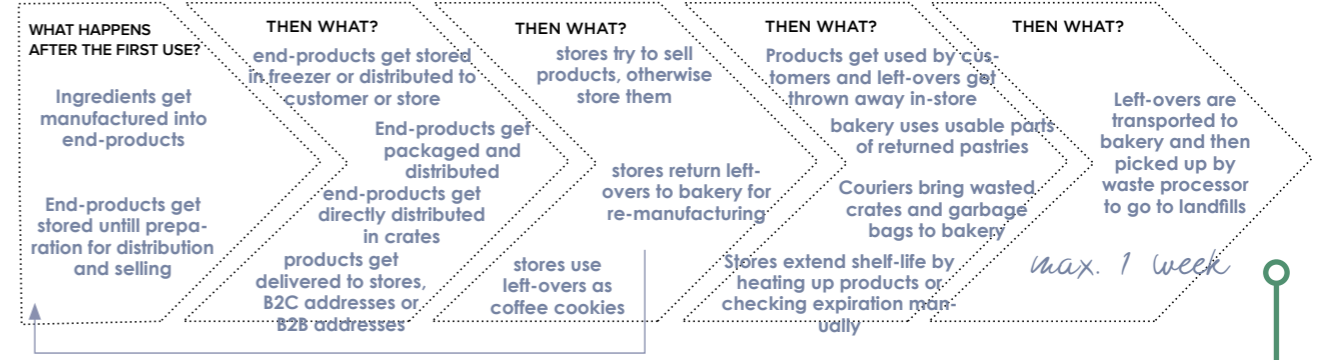 WHAT HAPPENS
AFTER THE FIRST USE?
Ingredients get
manufactured into
end-products
End-products get
stored untill prepa-
ration for distribution
and selling
THEN WHAT?
end-products get stored
in freezer or distributed to
customer or store
End-products get
packaged and
distributed
end-products get
directly distributed
in crates
products get
delivered to stores,
B2C addresses or
B2B addresses
THEN WHAT?
stores try to sell
products, otherwise
store them
stores return left-
overs to bakery for
re-manufacturing
stores use
left-overs as
coffee cookies
THEN WHAT?
Products get used by cus-
tomers and left-overs get
thrown away in-store
bakery uses usable parts
of returned pastries
Couriers bring wasted
crates and garbage
bags to bakery
Stores extend shelf-life by
heating up products or
checking expiration man-
ually
THEN WHAT?
Left-overs are
transported to
bakery and then
picked up by
waste processor
to go to landfills
max. 1 week